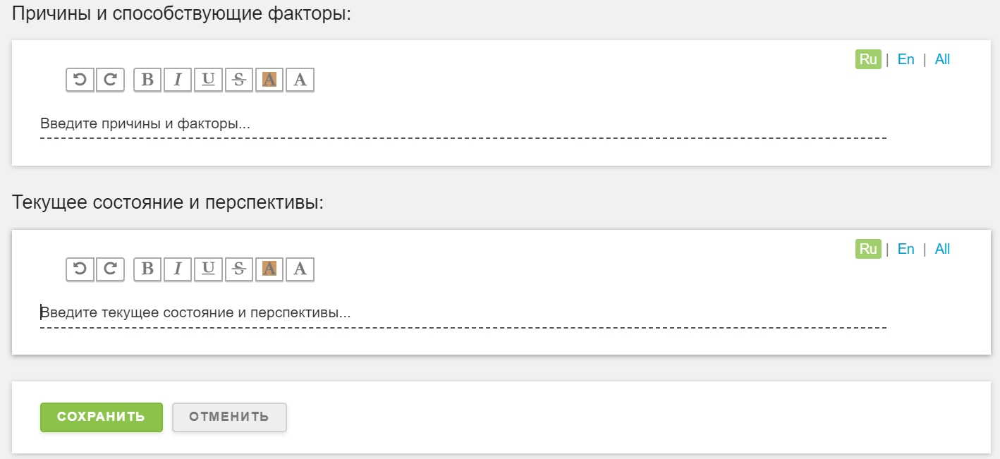 Причины и способствующие факторы:
Ru | En | All
B I U S A A
Введите причины и факторы...
Текущее состояние и перспективы:
Ru | En | All
B I U S A A
Введите текущее состояние и перспективы...
СОХРАНИТЬ ОТМЕНИТЬ